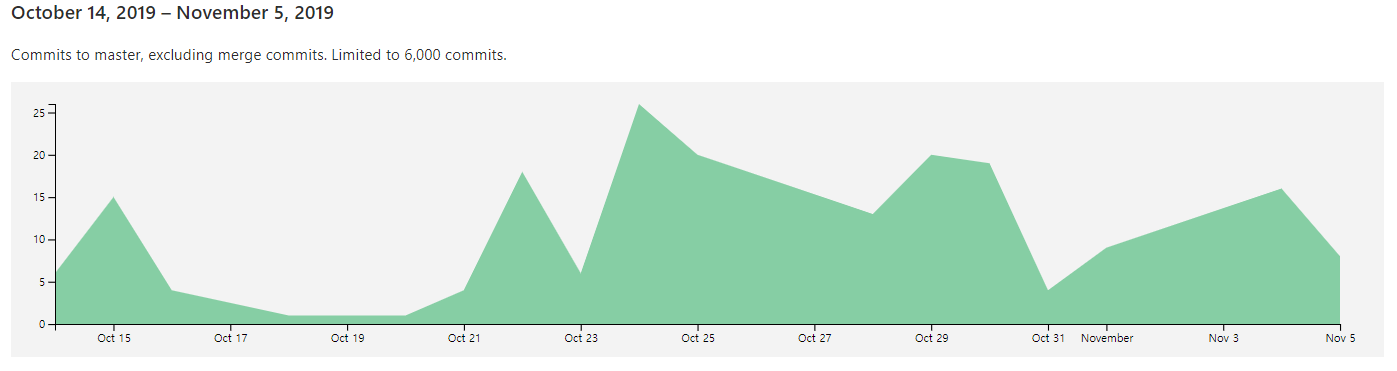 October 14, 2019 – November 5, 2019
Commits to master, excluding merge commits. Limited to 6,000 commits.
25
20
15
10
5
0
Oct 15 Oct 17 Oct 19 Oct 21 Oct 23 Oct 25 Oct 27 Oct 29 Oct 31 November Nov 3 Nov 5